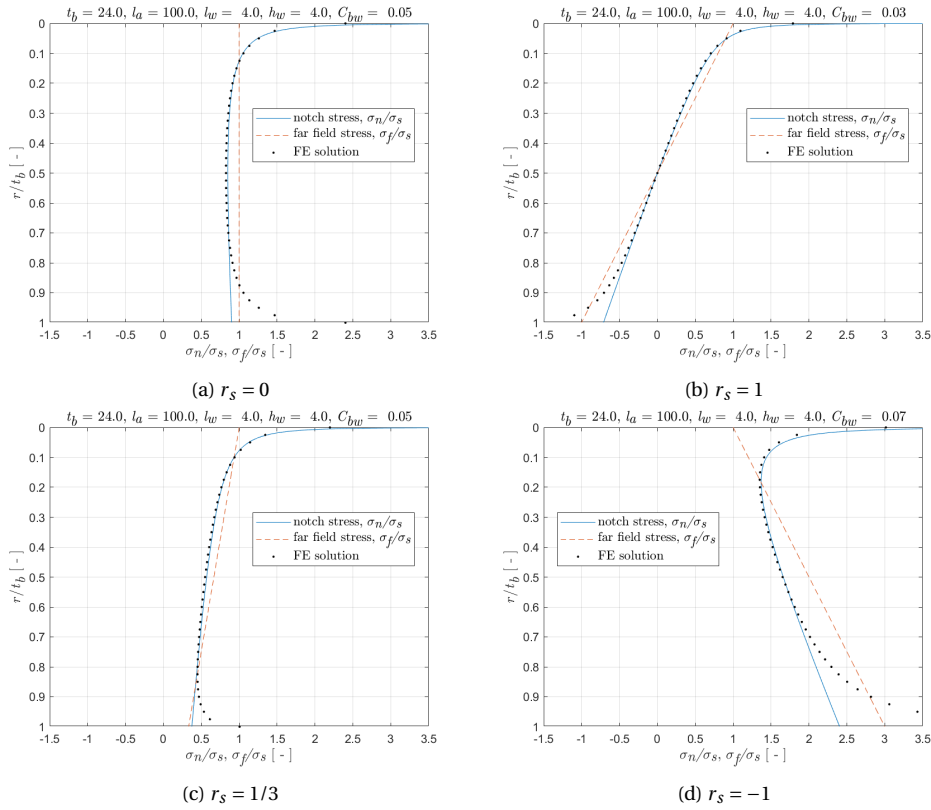 t_b = 24.0, l_a = 100.0, l_w = 4.0, h_w = 4.0, C_bw = 0.05
0
0.1
0.2
0.3
0.4
0.5
0.6
0.7
0.8
0.9
1
r/t_b [ - ]
notch stress, σ_n/σ_s
far field stress, σ_f/σ_s
FE solution
-1.5 -1 -0.5 0 0.5 1 1.5 2 2.5 3 3.5
σ_n/σ_s, σ_f/σ_s [ - ]
(a) r_s = 0
t_b = 24.0, l_a = 100.0, l_w = 4.0, h_w = 4.0, C_bw = 0.03
0
0.1
0.2
0.3
0.4
0.5
0.6
0.7
0.8
0.9
1
r/t_b [ - ]
notch stress, σ_n/σ_s
far field stress, σ_f/σ_s
FE solution
-1.5 -1 -0.5 0 0.5 1 1.5 2 2.5 3 3.5
σ_n/σ_s, σ_f/σ_s [ - ]
(b) r_s = 1
t_b = 24.0, l_a = 100.0, l_w = 4.0, h_w = 4.0, C_bw = 0.05
0
0.1
0.2
0.3
0.4
0.5
0.6
0.7
0.8
0.9
1
r/t_b [ - ]
notch stress, σ_n/σ_s
far field stress, σ_f/σ_s
FE solution
-1.5 -1 -0.5 0 0.5 1 1.5 2 2.5 3 3.5
σ_n/σ_s, σ_f/σ_s [ - ]
(c) r_s = 1/3
t_b = 24.0, l_a = 100.0, l_w = 4.0, h_w = 4.0, C_bw = 0.07
0
0.1
0.2
0.3
0.4
0.5
0.6
0.7
0.8
0.9
1
r/t_b [ - ]
notch stress, σ_n/σ_s
far field stress, σ_f/σ_s
FE solution
-1.5 -1 -0.5 0 0.5 1 1.5 2 2.5 3 3.5
σ_n/σ_s, σ_f/σ_s [ - ]
(d) r_s = −1